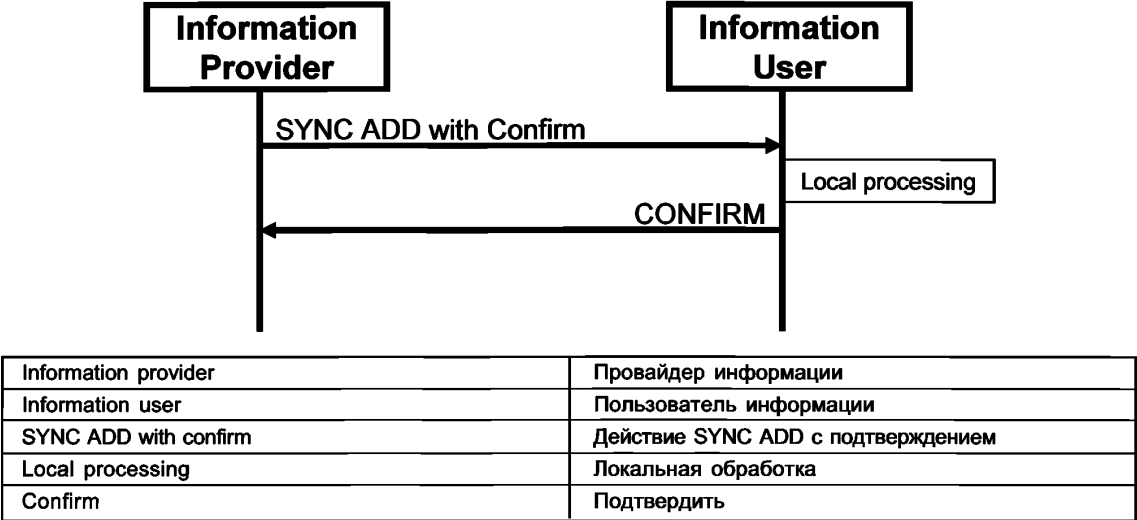 Information
Provider
Information
User
SYNC ADD with Confirm
Local processing
CONFIRM
Information provider Провайдер информации
Information user Пользователь информации
SYNC ADD with confirm Действие SYNC ADD с подтверждением
Local processing Локальная обработка
Confirm Подтвердить